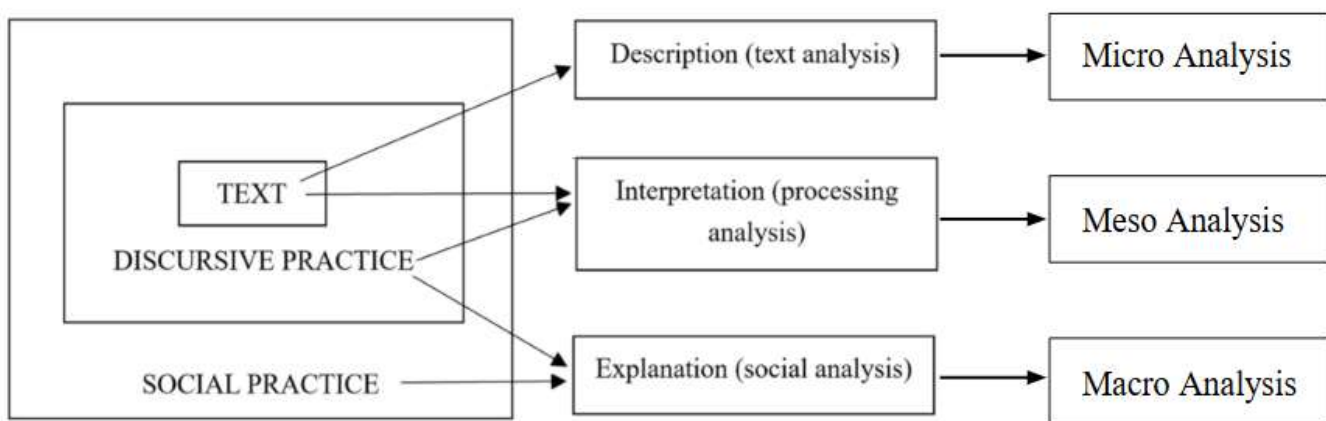 Description (text analysis)
Micro Analysis
TEXT
Interpretation (processing
analysis)
Meso Analysis
DISCURSIVE PRACTICE
Explanation (social analysis)
Macro Analysis
SOCIAL PRACTICE